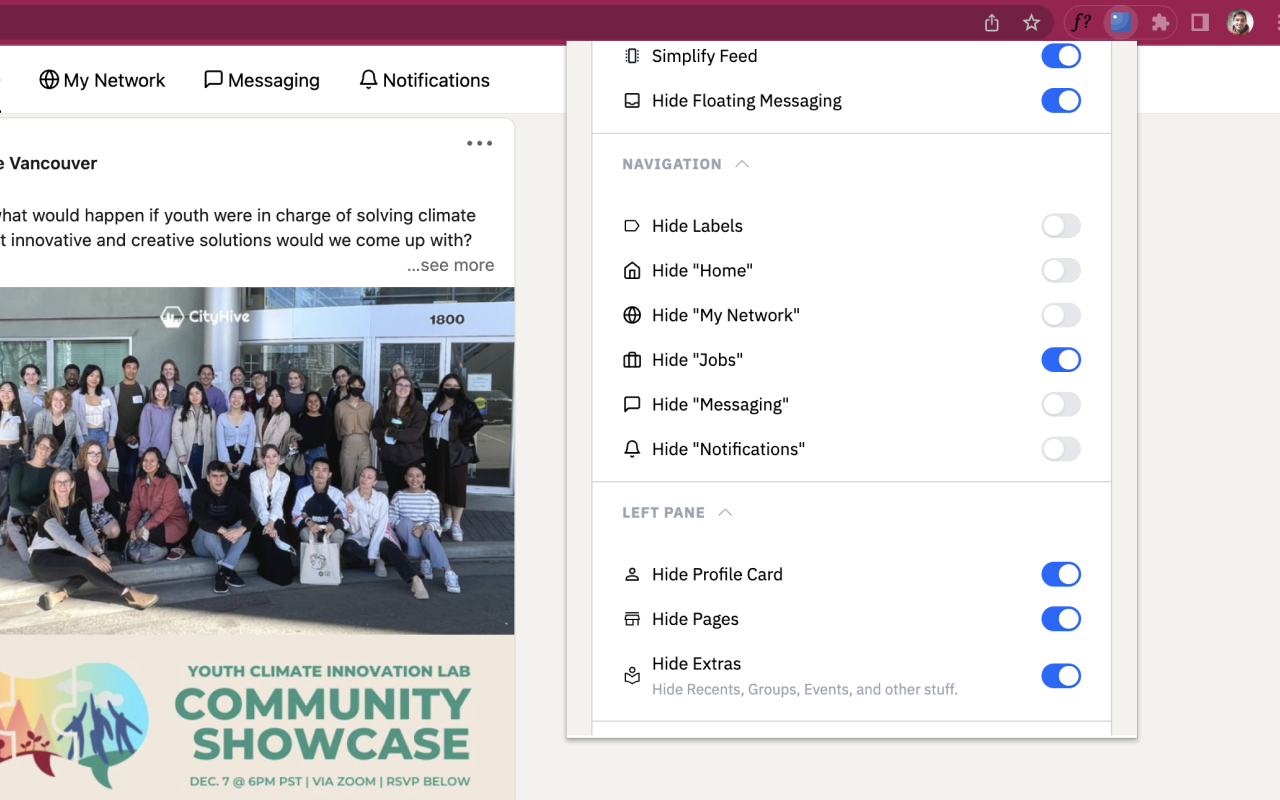 f?
My Network
Messaging
Notifications
e Vancouver
what would happen if youth were in charge of solving climate
t innovative and creative solutions would we come up with?
...see more
CityHive
1800
YOUTH CLIMATE INNOVATION LAB
COMMUNITY
SHOWCASE
DEC. 7 @ 6PM PST | VIA ZOOM | RSVP BELOW
Simplify Feed
Hide Floating Messaging
NAVIGATION
Hide Labels
Hide "Home"
Hide "My Network"
Hide "Jobs"
Hide "Messaging"
Hide "Notifications"
LEFT PANE
Hide Profile Card
Hide Pages
Hide Extras
Hide Recents, Groups, Events, and other stuff.